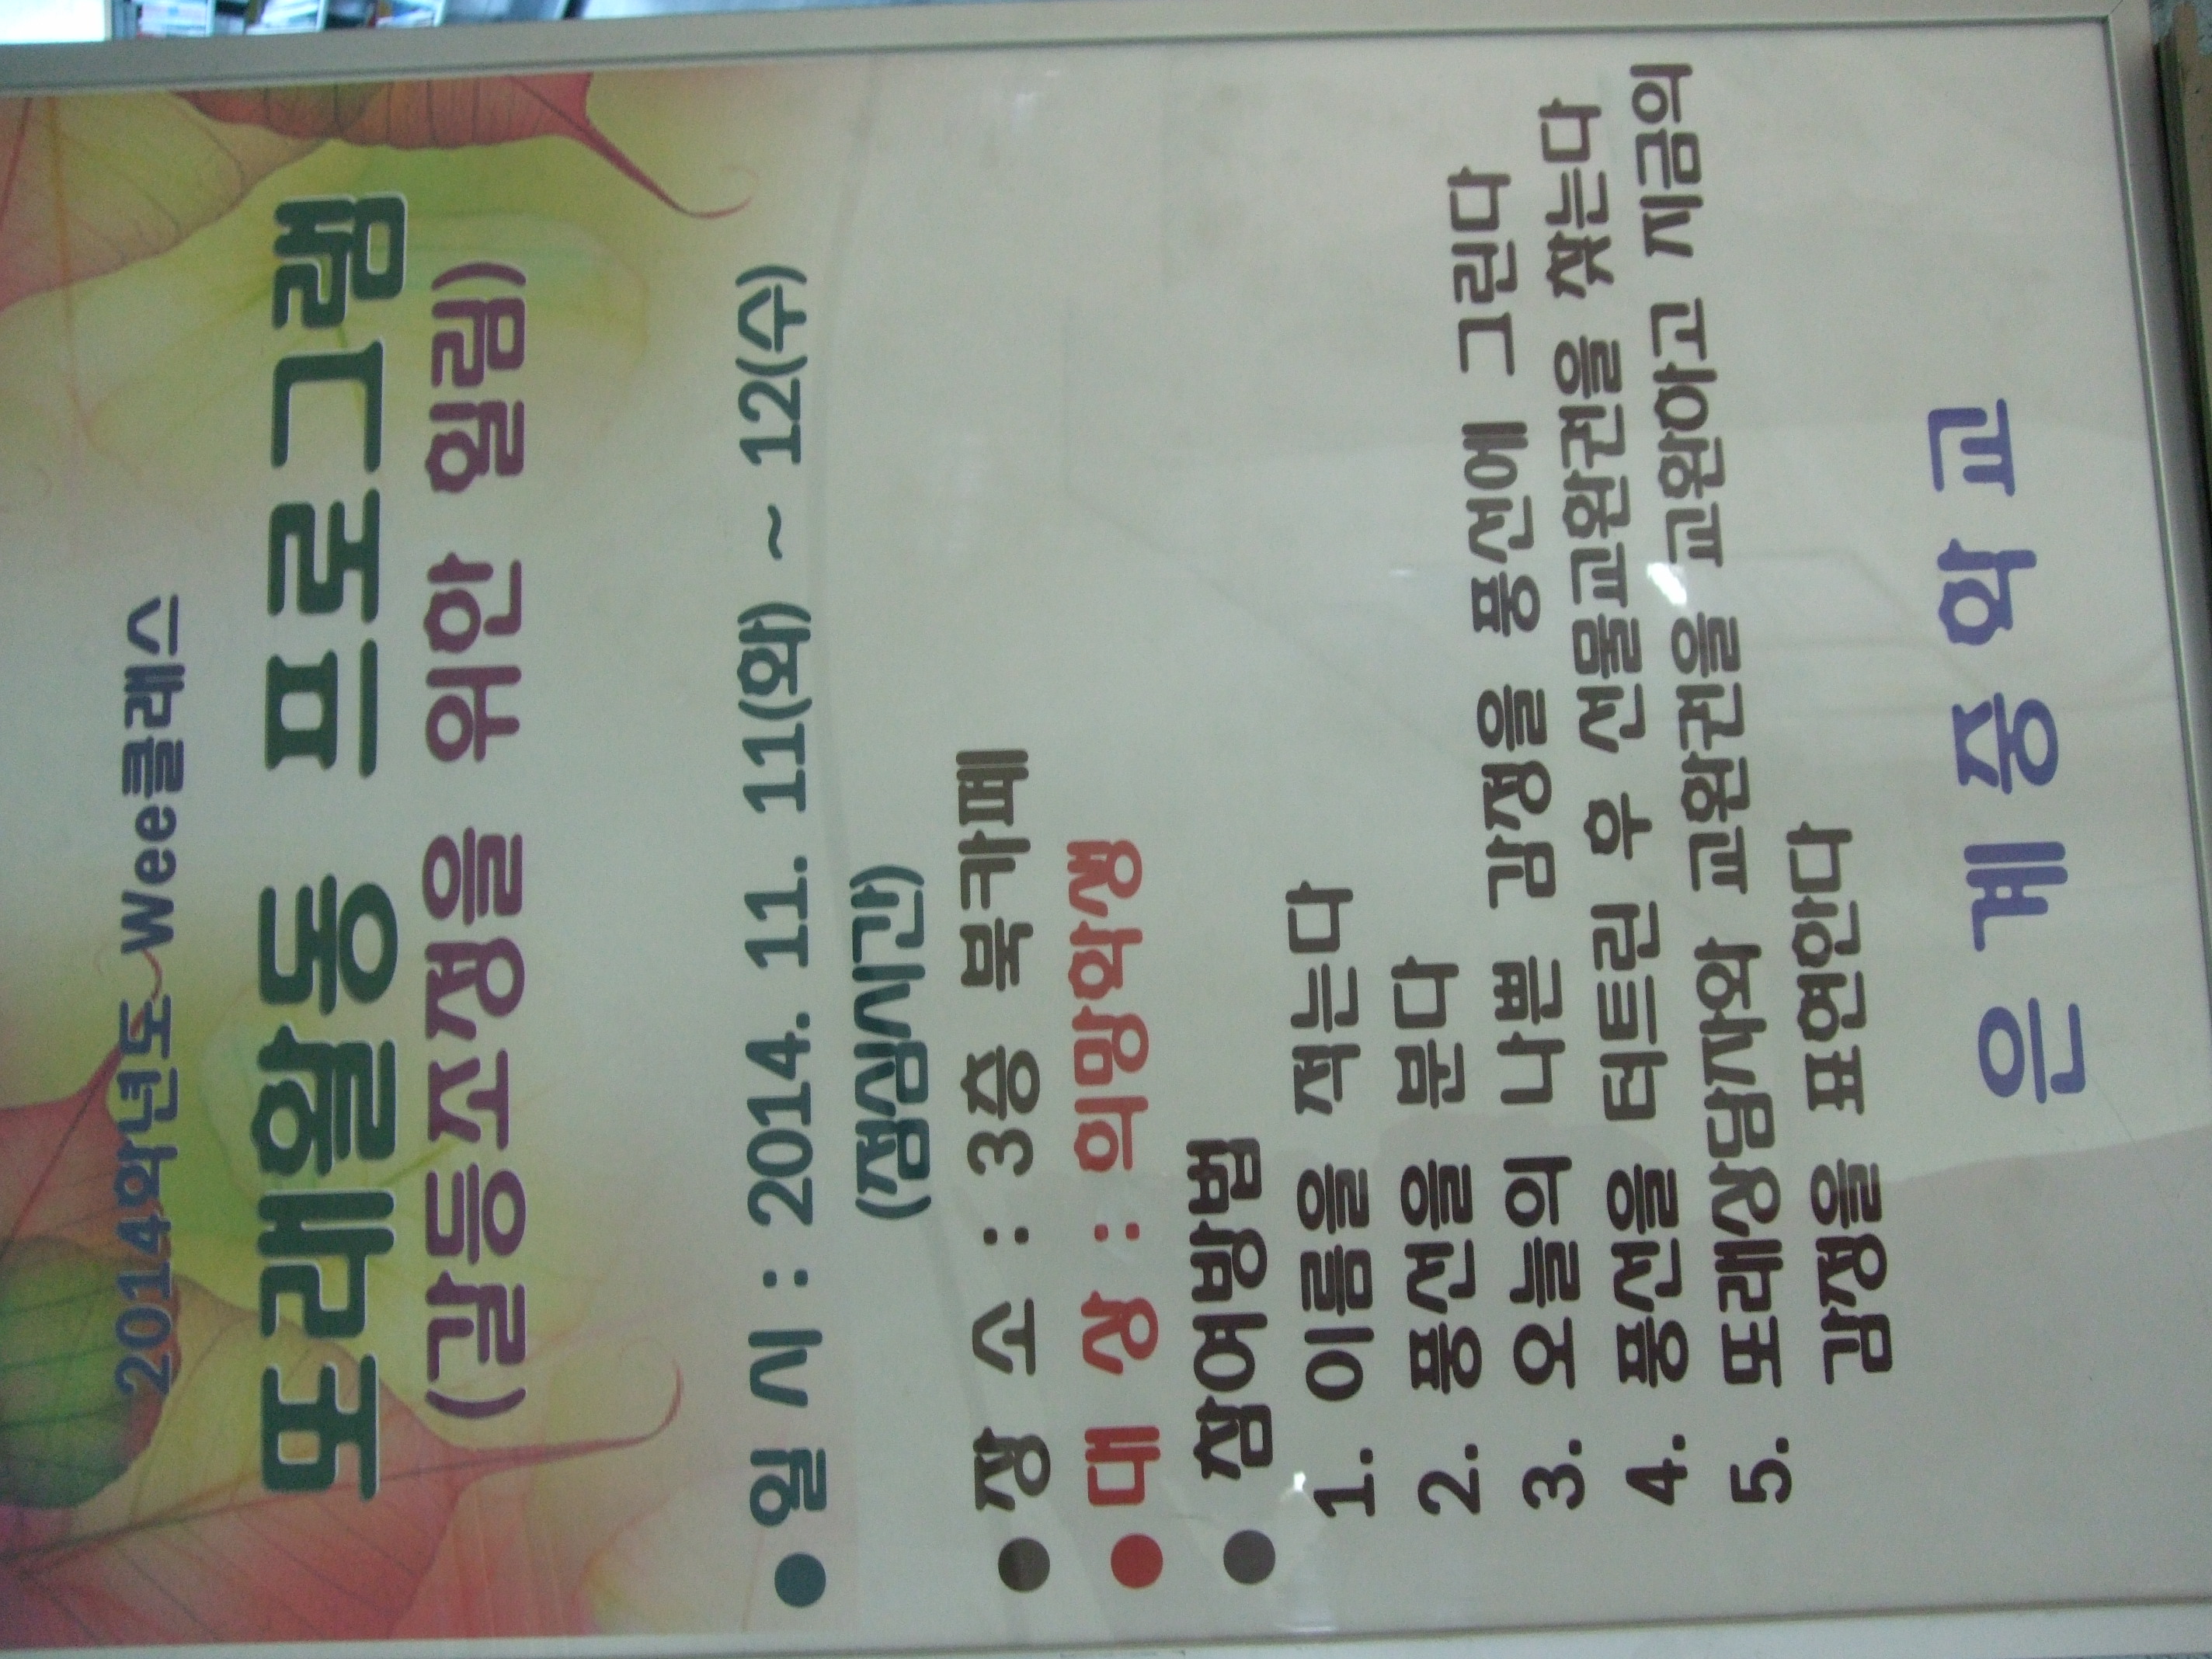 2014학년도 Wee클래스
또래활동 프로그램
(갈등조정을 위한 힐림)
● 일 시 : 2014. 11. 11(화) ~ 12(수)
(점심시간)
● 장 소 : 3층 북카페
● 대 상 : 희망학생
● 참여방법
1. 이름을 적는다
2. 풍선을 분다
3. 오늘의 나쁜 감정을 풍선에 그린다
4. 풍선을 터트린 후 선물교환권을 찾는다
5. 또래상담자와 교환권을 교환하고 지금의
감정을 표현한다
은 계 중 학 교